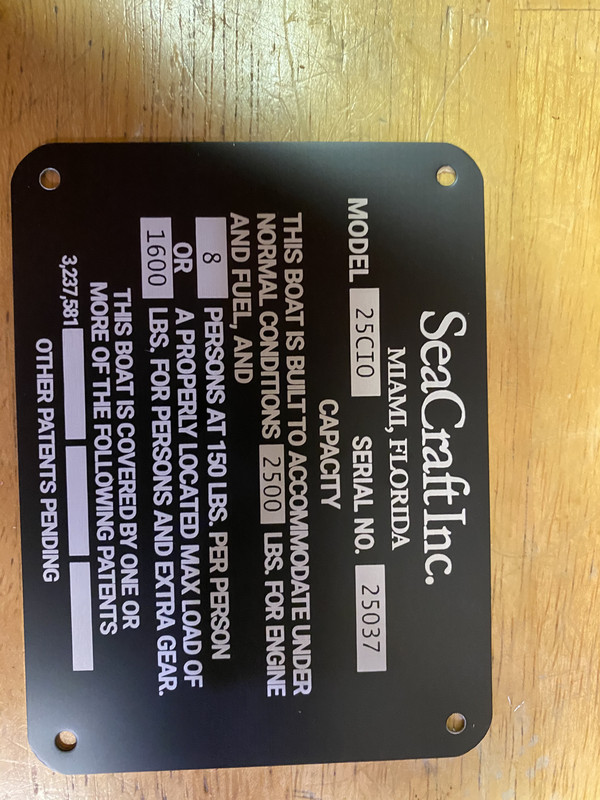 SeaCraft Inc.
MIAMI, FLORIDA
MODEL 25CIO SERIAL NO. 25037
CAPACITY
THIS BOAT IS BUILT TO ACCOMMODATE UNDER
NORMAL CONDITIONS 2500 LBS. FOR ENGINE
AND FUEL, AND
8 PERSONS AT 150 LBS. PER PERSON
OR A PROPERLY LOCATED MAX LOAD OF
1600 LBS. FOR PERSONS AND EXTRA GEAR.
THIS BOAT IS COVERED BY ONE OR
MORE OF THE FOLLOWING PATENTS
3,237,581
OTHER PATENTS PENDING